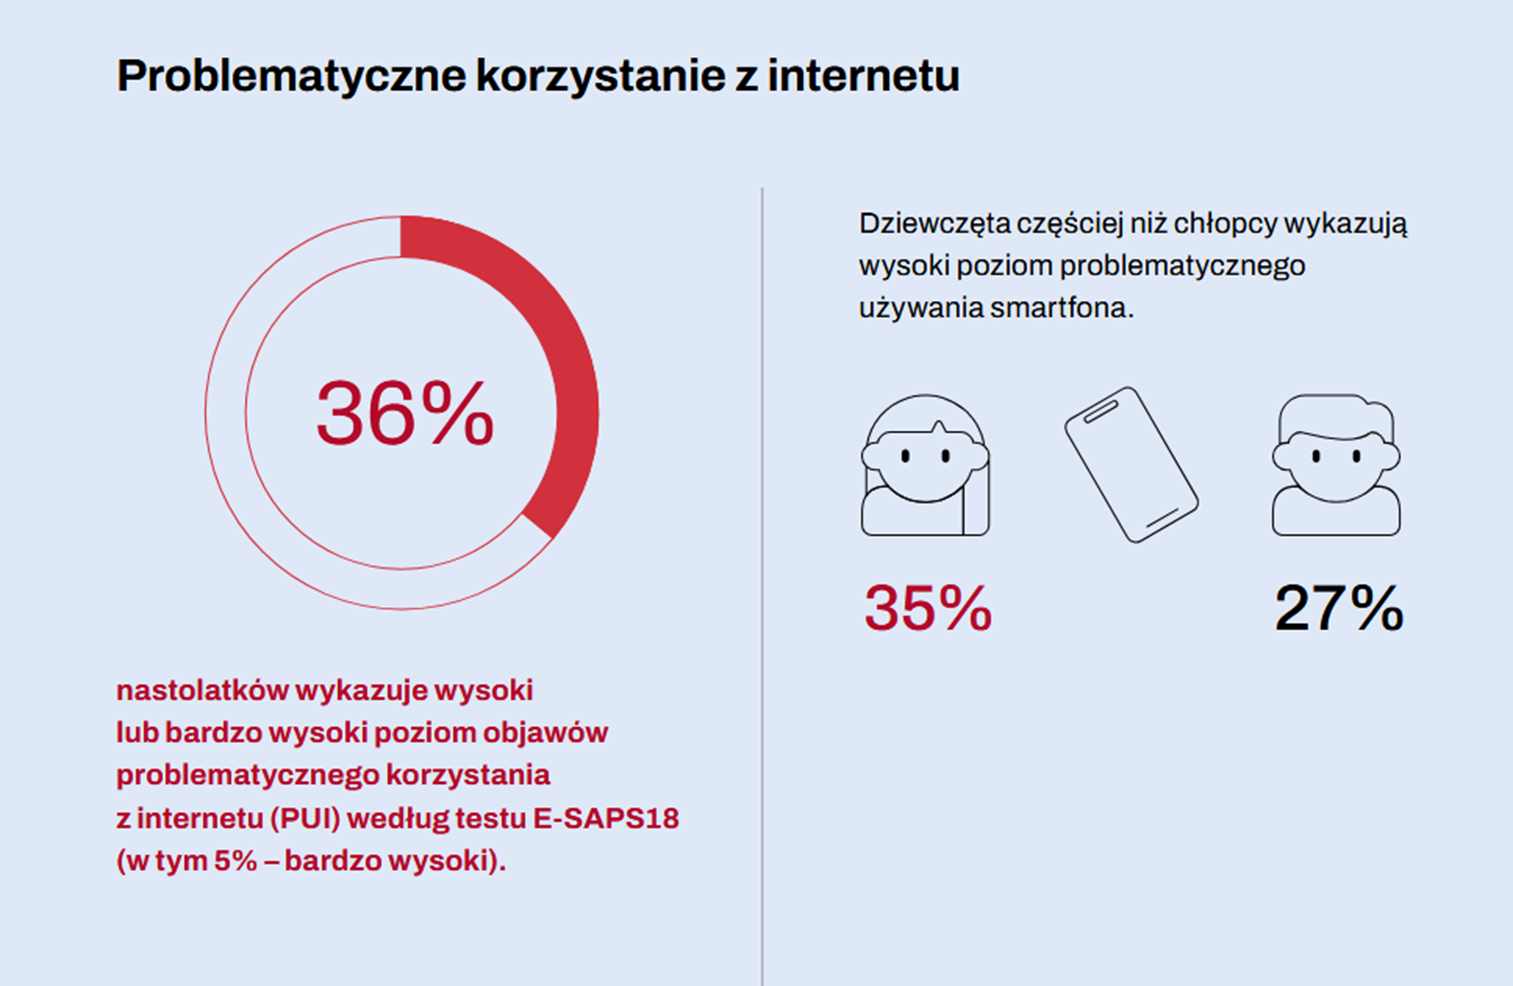 Problematyczne korzystanie z internetu
36%
nastolatków wykazuje wysoki
lub bardzo wysoki poziom objawów
problematycznego korzystania
z internetu (PUI) według testu E-SAPS18
(w tym 5% – bardzo wysoki).
Dziewczęta częściej niż chłopcy wykazują
wysoki poziom problematycznego
używania smartfona.
35%
27%